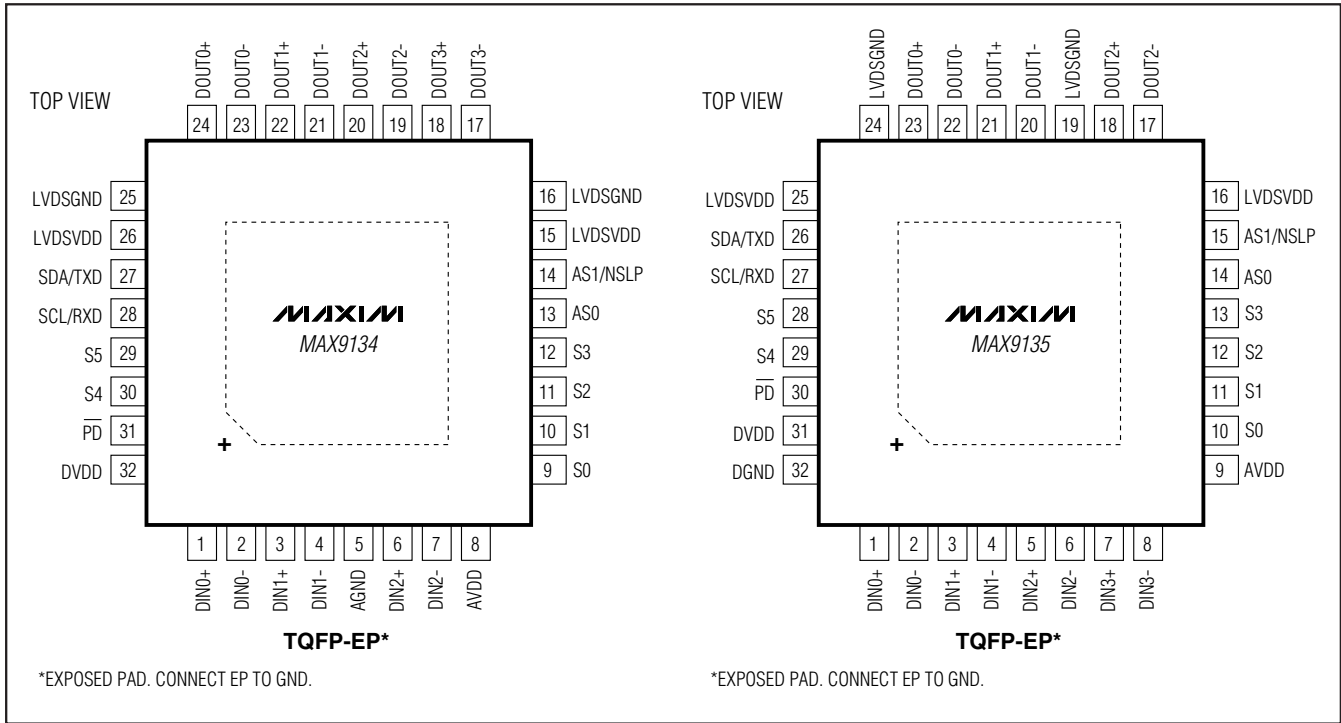 TOP VIEW
DOUT0+
DOUT0-
DOUT1+
DOUT1-
DOUT2+
DOUT2-
DOUT3+
DOUT3-
24 23 22 21 20 19 18 17
LVDSGND 25
LVDSVDD 26
SDA/TXD 27
SCL/RXD 28
S5 29
S4 30
PD 31
DVDD 32
MAXIM
MAX9134
+
16 LVDSGND
15 LVDSVDD
14 AS1/NSLP
13 AS0
12 S3
11 S2
10 S1
9 S0
1 2 3 4 5 6 7 8
DIN0+
DIN0-
DIN1+
DIN1-
AGND
DIN2+
DIN2-
AVDD
TQFP-EP*
*EXPOSED PAD. CONNECT EP TO GND.
TOP VIEW
LVDSGND
DOUT0+
DOUT0-
DOUT1+
DOUT1-
LVDSGND
DOUT2+
DOUT2-
24 23 22 21 20 19 18 17
LVDSVDD 25
SDA/TXD 26
SCL/RXD 27
S5 28
S4 29
PD 30
DVDD 31
DGND 32
MAXIM
MAX9135
+
16 LVDSVDD
15 AS1/NSLP
14 AS0
13 S3
12 S2
11 S1
10 S0
9 AVDD
1 2 3 4 5 6 7 8
DIN0+
DIN0-
DIN1+
DIN1-
DIN2+
DIN2-
DIN3+
DIN3-
TQFP-EP*
*EXPOSED PAD. CONNECT EP TO GND.